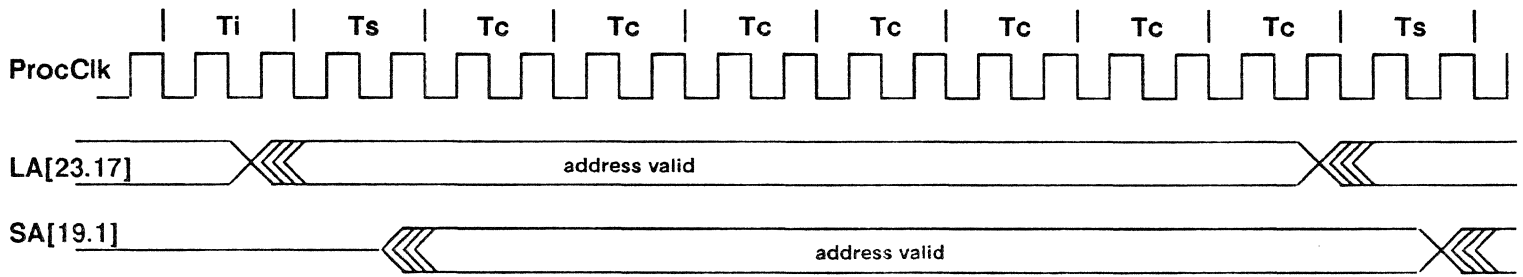 Ti Ts Tc Tc Tc Tc Tc Tc Tc Ts
ProcClk
LA[23.17] address valid
SA[19.1] address valid